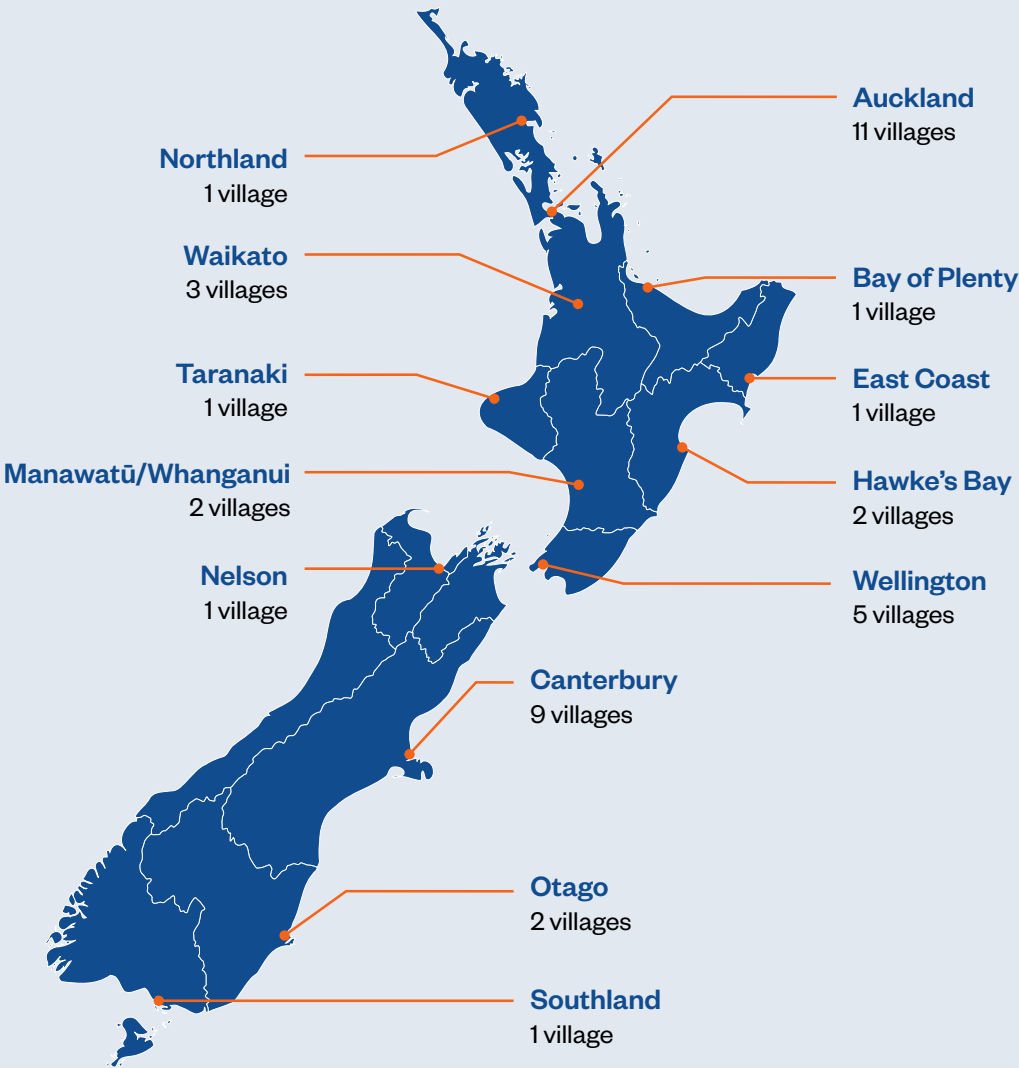 Auckland
11 villages
Northland
1 village
Waikato
3 villages
Bay of Plenty
1 village
Taranaki
1 village
East Coast
1 village
Manawatū/Whanganui
2 villages
Hawke’s Bay
2 villages
Nelson
1 village
Wellington
5 villages
Canterbury
9 villages
Otago
2 villages
Southland
1 village